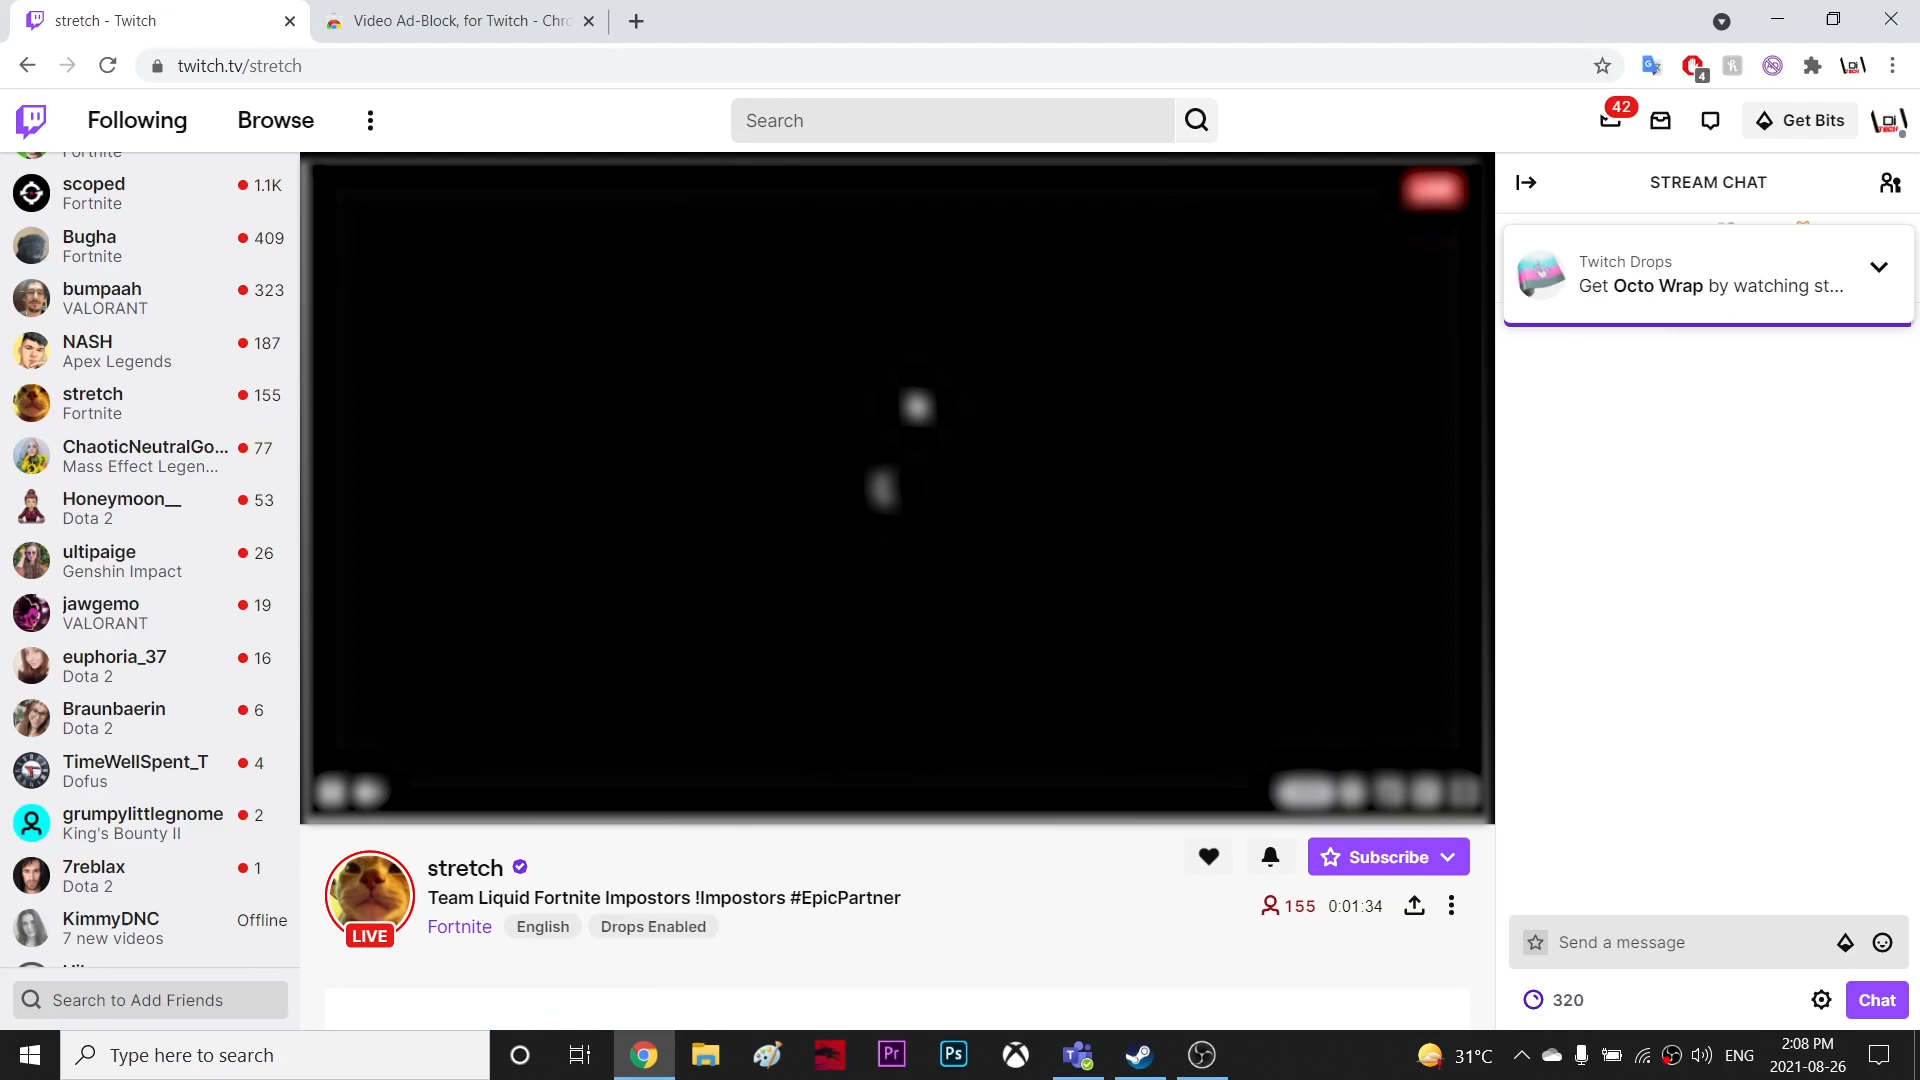 stretch - Twitch
Video Ad-Block, for Twitch - Chro
twitch.tv/stretch
4
Following
Browse
Search
42
Get Bits
Fortnite
scoped
1.1K
Fortnite
Bugha
409
Fortnite
bumpaah
323
VALORANT
NASH
187
Apex Legends
stretch
155
Fortnite
ChaoticNeutralGo...
77
Mass Effect Legen...
Honeymoon__
53
Dota 2
ultipaige
26
Genshin Impact
jawgemo
19
VALORANT
euphoria_37
16
Dota 2
Braunbaerin
6
Dota 2
TimeWellSpent_T
4
Dofus
grumpylittlegnome
2
King's Bounty II
7reblax
1
Dota 2
KimmyDNC
Offline
7 new videos
Search to Add Friends
stretch
LIVE
Team Liquid Fortnite Impostors !Impostors #EpicPartner
Fortnite
English
Drops Enabled
Subscribe
155
0:01:34
STREAM CHAT
Twitch Drops
Get Octo Wrap by watching st...
Send a message
320
Chat
Type here to search
Pr
Ps
31°C
ENG
2:08 PM
2021-08-26